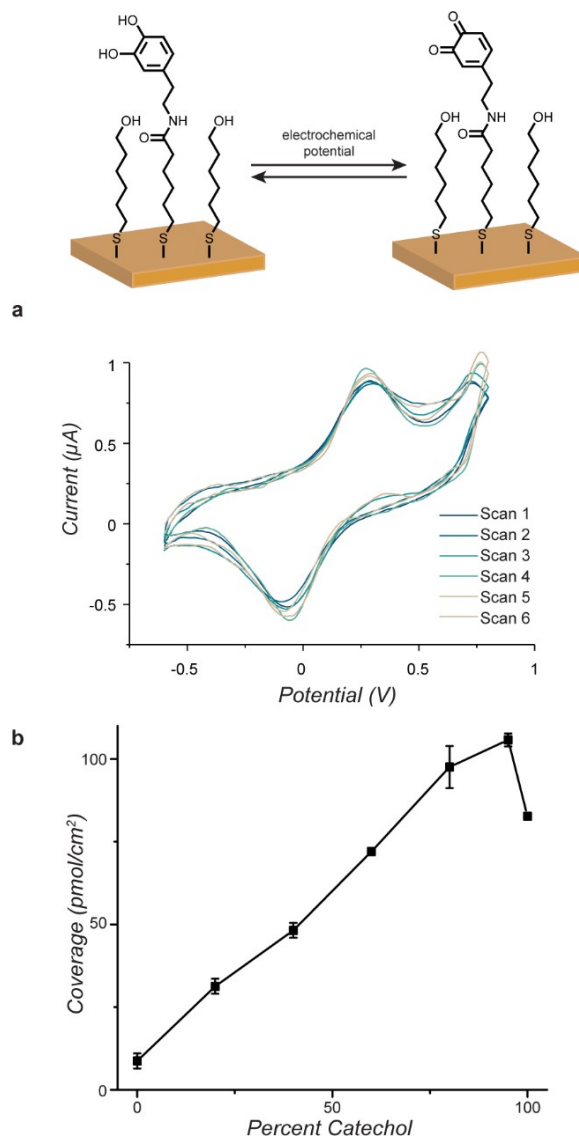 HO
HO
NH
O
OH
OH
S
S
S
electrochemical
potential
O
O
NH
O
OH
OH
S
S
S
a
Current (µA)
1
0.5
0
-0.5
Scan 1
Scan 2
Scan 3
Scan 4
Scan 5
Scan 6
-0.5
0
0.5
1
Potential (V)
b
Coverage (pmol/cm²)
100
50
0
0
50
100
Percent Catechol